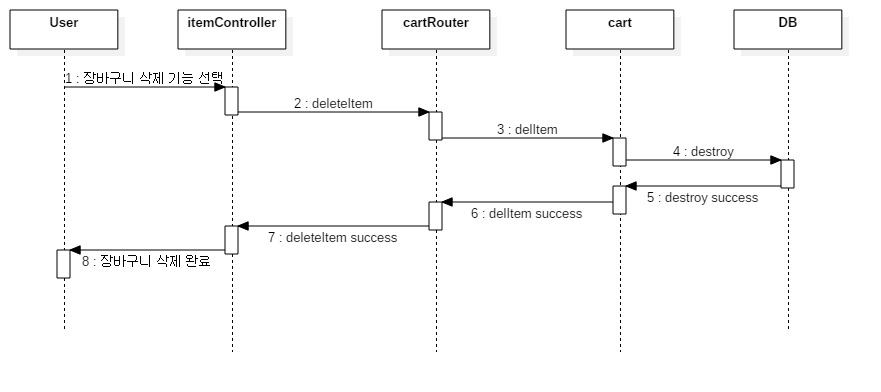 User
itemController
cartRouter
cart
DB
1 : 장바구니 삭제 기능 선택
2 : deleteItem
3 : delItem
4 : destroy
5 : destroy success
6 : delItem success
7 : deleteItem success
8 : 장바구니 삭제 완료